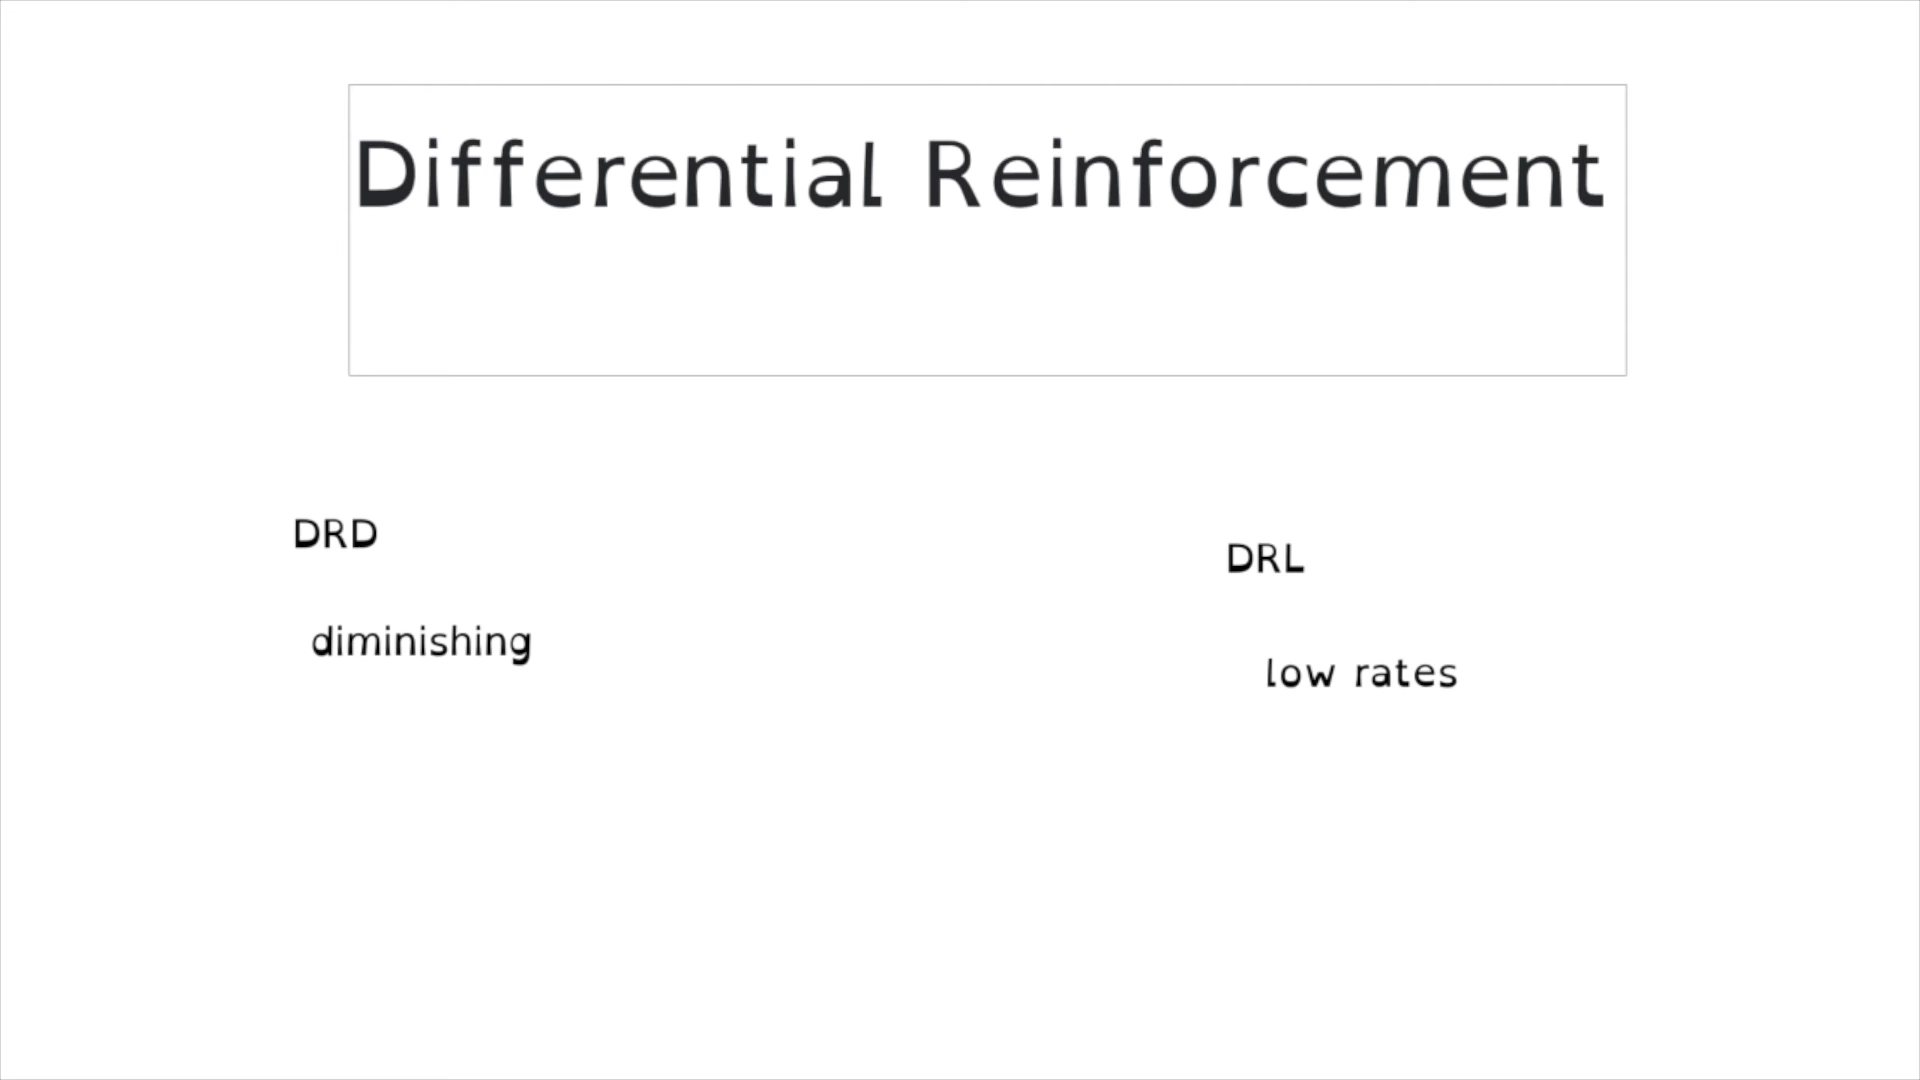 Differential Reinforcement
DRD
diminishing
DRL
low rates